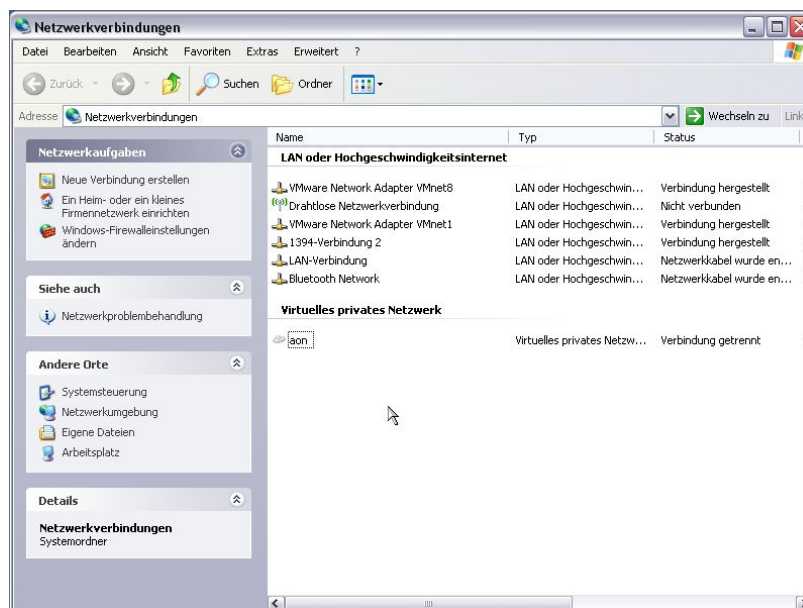 Netzwerkverbindungen
Datei Bearbeiten Ansicht Favoriten Extras Erweitert ?
Zurück Suchen Ordner
Adresse Netzwerkverbindungen Wechseln zu Link
Netzwerkaufgaben
Neue Verbindung erstellen
Ein Heim- oder ein kleines
Firmennetzwerk einrichten
Windows-Firewalleinstellungen
ändern
Siehe auch
Netzwerkproblembehandlung
Andere Orte
Systemsteuerung
Netzwerkumgebung
Eigene Dateien
Arbeitsplatz
Details
Netzwerkverbindungen
Systemordner
Name Typ Status
LAN oder Hochgeschwindigkeitsinternet
VMware Network Adapter VMnet8 LAN oder Hochgeschwin... Verbindung hergestellt
Drahtlose Netzwerkverbindung LAN oder Hochgeschwin... Nicht verbunden
VMware Network Adapter VMnet1 LAN oder Hochgeschwin... Verbindung hergestellt
1394-Verbindung 2 LAN oder Hochgeschwin... Verbindung hergestellt
LAN-Verbindung LAN oder Hochgeschwin... Netzwerkkabel wurde en...
Bluetooth Network LAN oder Hochgeschwin... Netzwerkkabel wurde en...
Virtuelles privates Netzwerk
aon Virtuelles privates Netzw... Verbindung getrennt